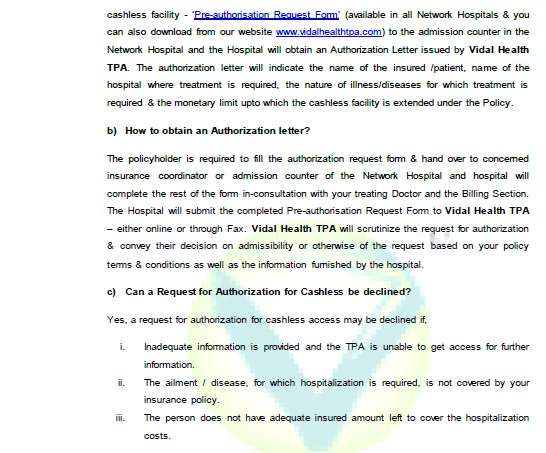 cashless facility - 'Pre-authorisation Request Form' (available in all Network Hospitals & you
can also download from our website www.vidalhealthtpa.com) to the admission counter in the
Network Hospital and the Hospital will obtain an Authorization Letter issued by Vidal Health
TPA. The authorization letter will indicate the name of the insured /patient, name of the
hospital where treatment is required, the nature of illness/diseases for which treatment is
required & the monetary limit upto which the cashless facility is extended under the Policy.
b) How to obtain an Authorization letter?
The policyholder is required to fill the authorization request form & hand over to concerned
insurance coordinator or admission counter of the Network Hospital and hospital will
complete the rest of the form in-consultation with your treating Doctor and the Billing Section.
The Hospital will submit the completed Pre-authorisation Request Form to Vidal Health TPA
– either online or through Fax. Vidal Health TPA will scrutinize the request for authorization
& convey their decision on admissibility or otherwise of the request based on your policy
terms & conditions as well as the information furnished by the hospital.
c) Can a Request for Authorization for Cashless be declined?
Yes, a request for authorization for cashless access may be declined if,
i. Inadequate information is provided and the TPA is unable to get access for further
information.
ii. The ailment / disease, for which hospitalization is required, is not covered by your
insurance policy.
iii. The person does not have adequate insured amount left to cover the hospitalization
costs.